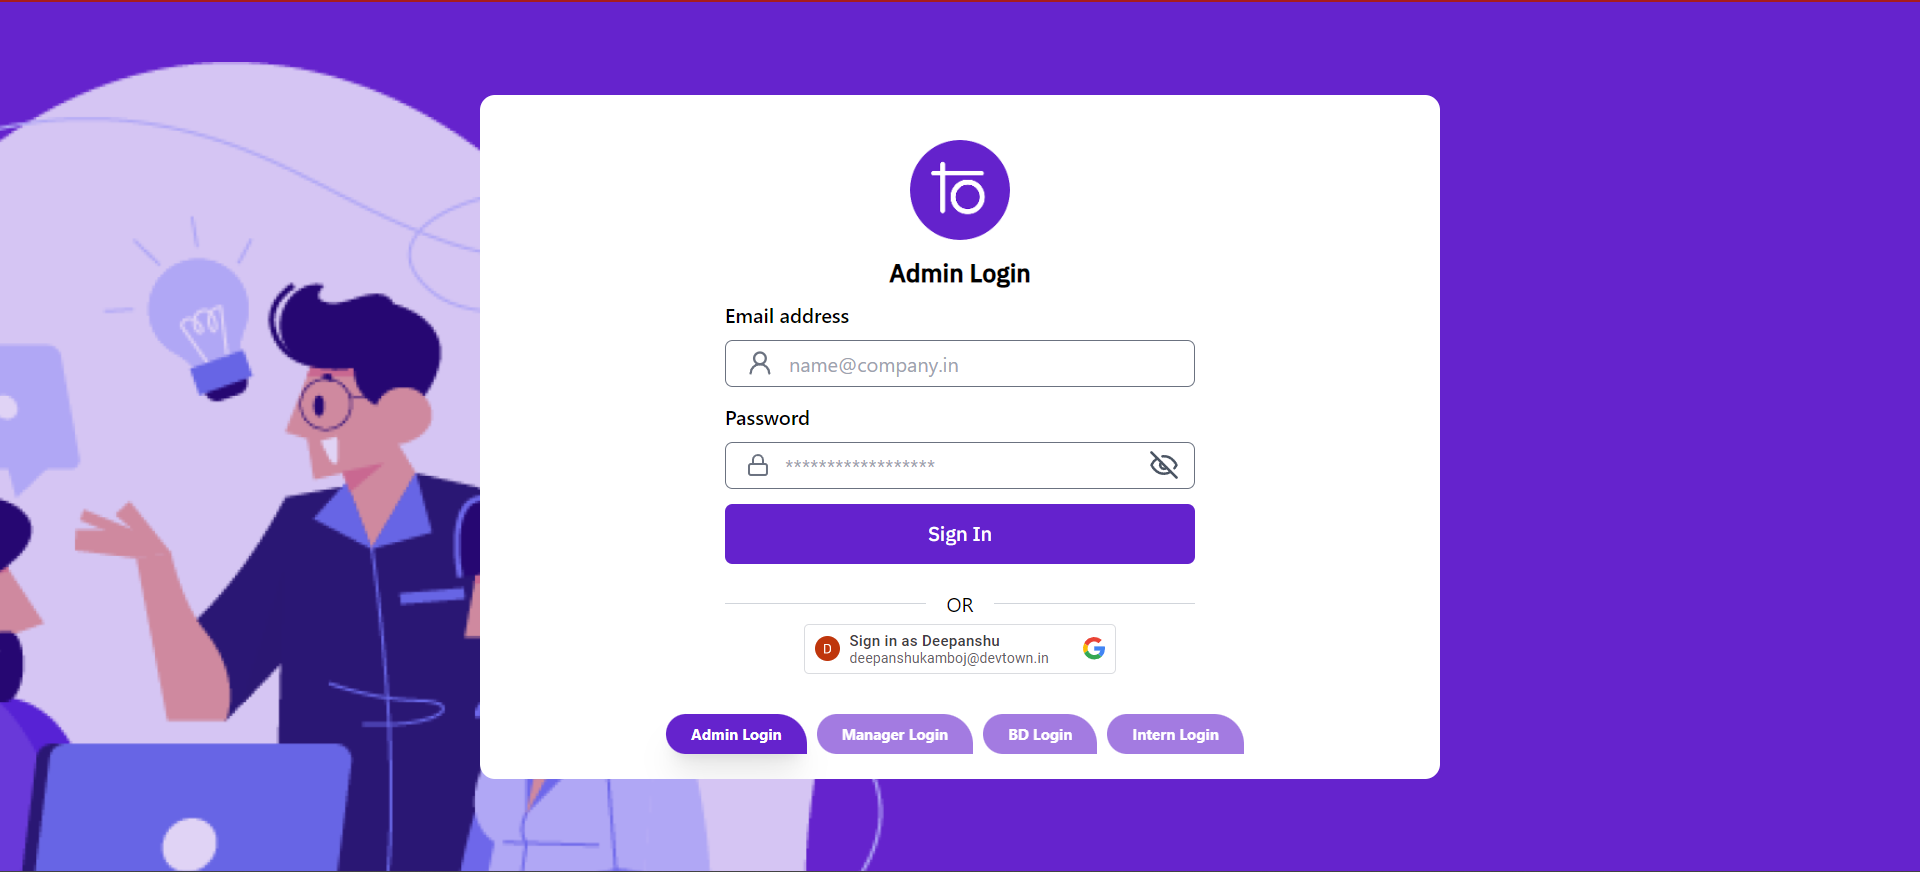 to
Admin Login
Email address
name@company.in
Password
******************
Sign In
OR
D
Sign in as Deepanshu
deepanshukamboj@devtown.in
Admin Login
Manager Login
BD Login
Intern Login